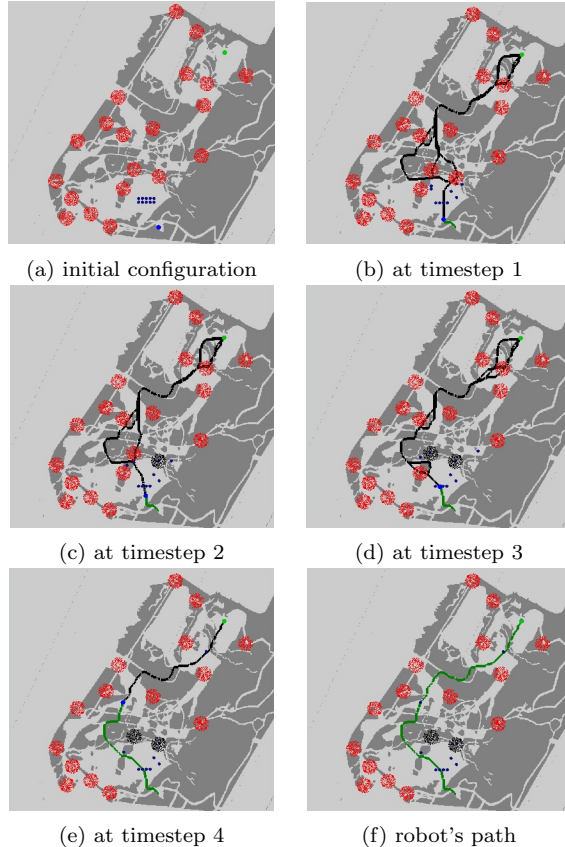 (a) initial configuration
(b) at timestep 1
(c) at timestep 2
(d) at timestep 3
(e) at timestep 4
(f) robot's path